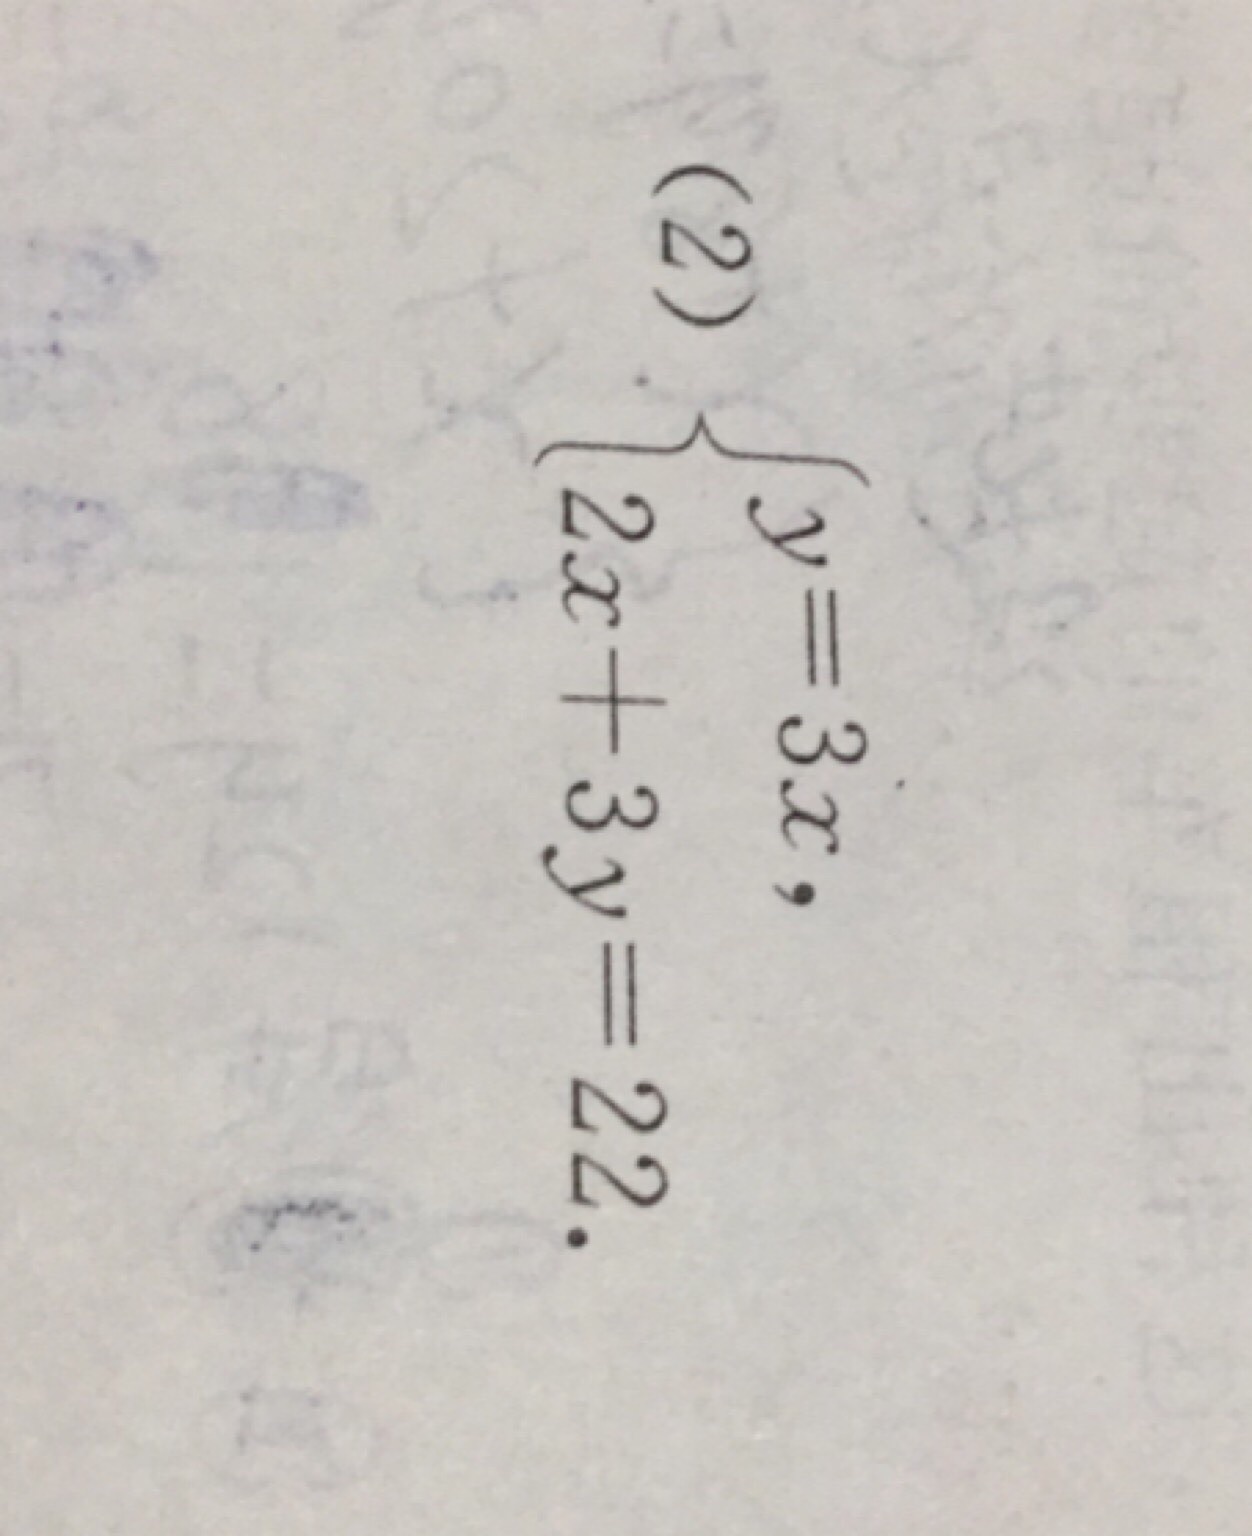 (2) { y=3x,
2x+3y=22.